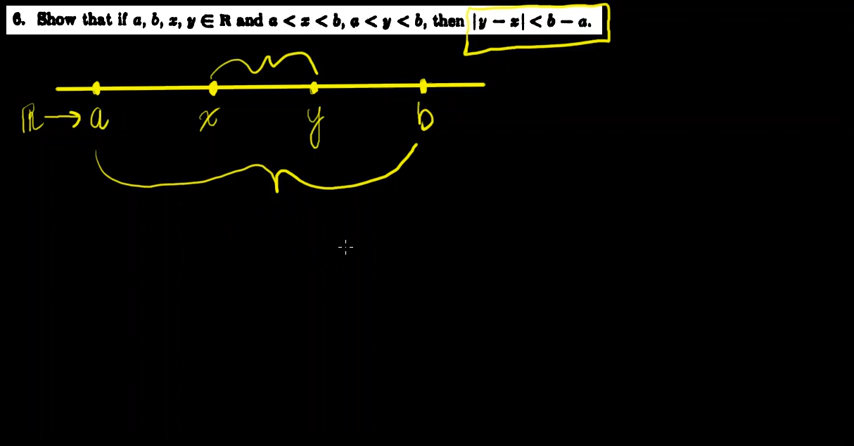 6. Show that if a, b, x, y ∈ R and a < x < b, a < y < b, then |y − x| < b − a.
ℝ → a x y b